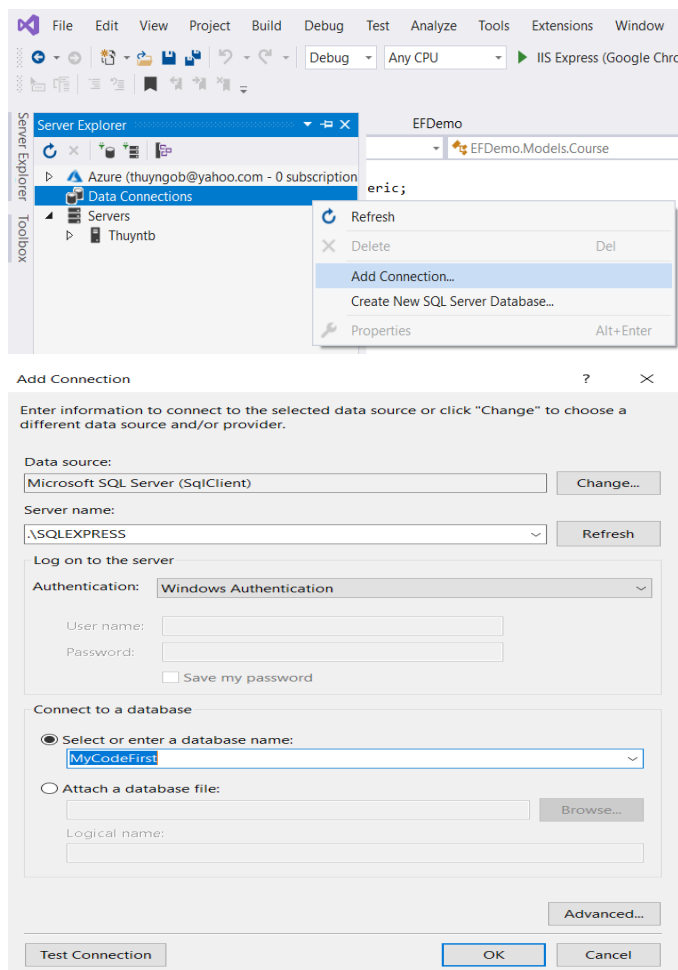 File Edit View Project Build Debug Test Analyze Tools Extensions Window
Debug Any CPU IIS Express (Google Chro
Server Explorer
Toolbox
Server Explorer
EFDemo
EFDemo.Models.Course
Azure (thuyngob@yahoo.com - 0 subscription
Data Connections
eric;
Servers
Thuyntb
Refresh
Delete Del
Add Connection...
Create New SQL Server Database...
Properties Alt+Enter
Add Connection ?
Enter information to connect to the selected data source or click "Change" to choose a
different data source and/or provider.
Data source:
Microsoft SQL Server (SqlClient) Change...
Server name:
.\SQLEXPRESS Refresh
Log on to the server
Authentication: Windows Authentication
User name:
Password:
Save my password
Connect to a database
Select or enter a database name:
MyCodeFirst
Attach a database file:
Browse...
Logical name:
Advanced...
Test Connection OK Cancel